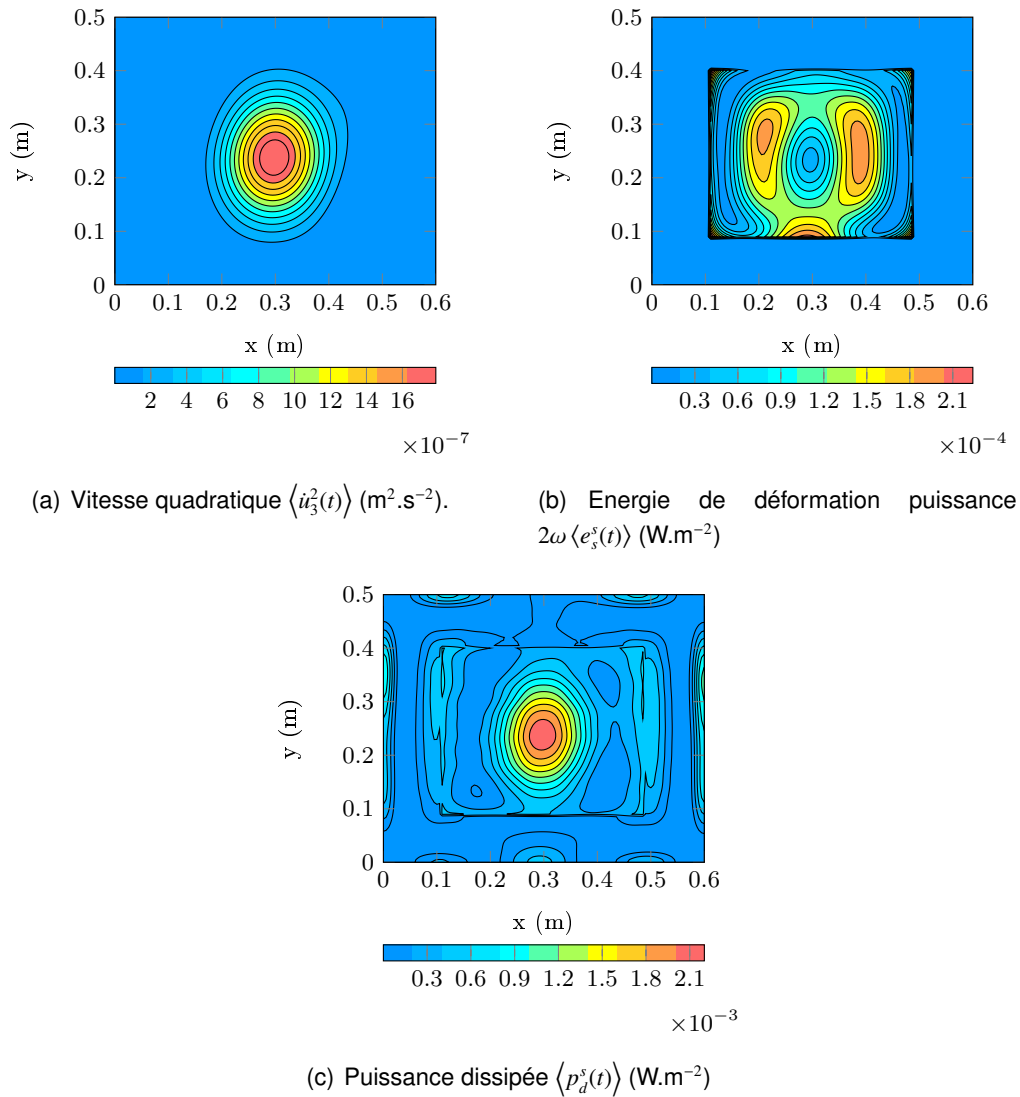 0.5
0.4
0.3
0.2
0.1
0
y (m)
0 0.1 0.2 0.3 0.4 0.5 0.6
x (m)
2 4 6 8 10 12 14 16
×10−7
(a) Vitesse quadratique ⟨u̇₃²(t)⟩ (m².s−2).
0.5
0.4
0.3
0.2
0.1
0
y (m)
0 0.1 0.2 0.3 0.4 0.5 0.6
x (m)
0.3 0.6 0.9 1.2 1.5 1.8 2.1
×10−4
(b) Energie de déformation puissance
2ω ⟨eₛˢ(t)⟩ (W.m−2)
0.5
0.4
0.3
0.2
0.1
0
y (m)
0 0.1 0.2 0.3 0.4 0.5 0.6
x (m)
0.3 0.6 0.9 1.2 1.5 1.8 2.1
×10−3
(c) Puissance dissipée ⟨p_dˢ(t)⟩ (W.m−2)